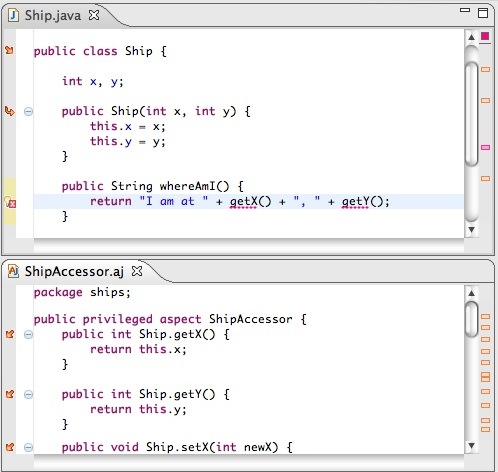 Ship.java
public class Ship {
int x, y;
public Ship(int x, int y) {
this.x = x;
this.y = y;
}
public String whereAmI() {
return "I am at " + getX() + ", " + getY();
}
ShipAccessor.aj
package ships;
public privileged aspect ShipAccessor {
public int Ship.getX() {
return this.x;
}
public int Ship.getY() {
return this.y;
}
public void Ship.setX(int newX) {